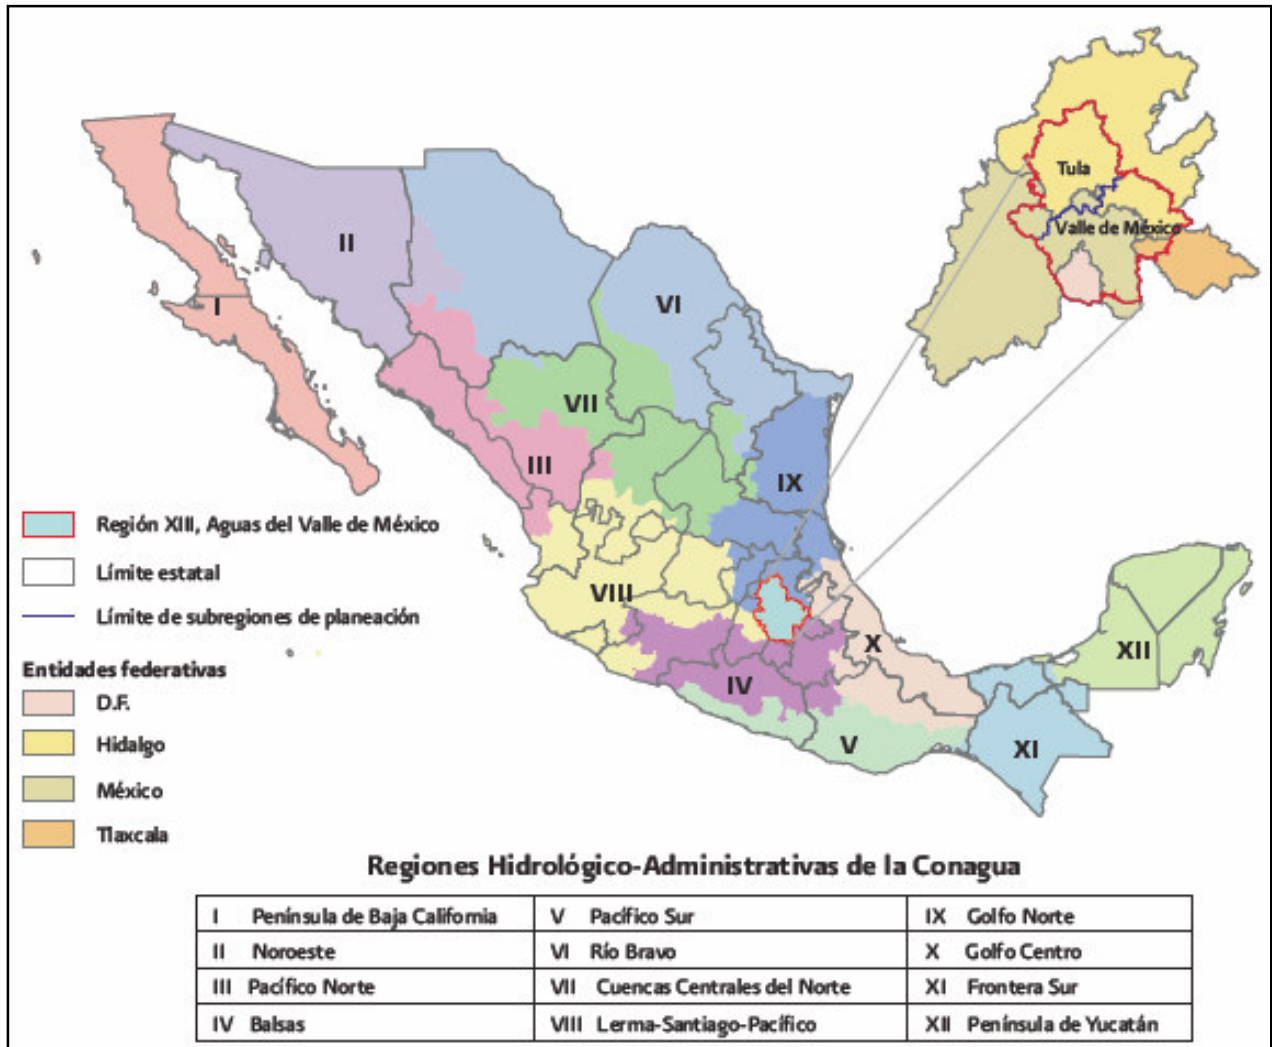 Tula
Valle de México
I
II
VI
VII
III
IX
VIII
X
XII
IV
V
XI
Región XIII, Aguas del Valle de México
Límite estatal
Límite de subregiones de planeación
Entidades federativas
D.F.
Hidalgo
México
Tlaxcala
Regiones Hidrológico-Administrativas de la Conagua
I Península de Baja California V Pacífico Sur IX Golfo Norte
II Noroeste VI Río Bravo X Golfo Centro
III Pacífico Norte VII Cuencas Centrales del Norte XI Frontera Sur
IV Balsas VIII Lerma-Santiago-Pacífico XII Península de Yucatán